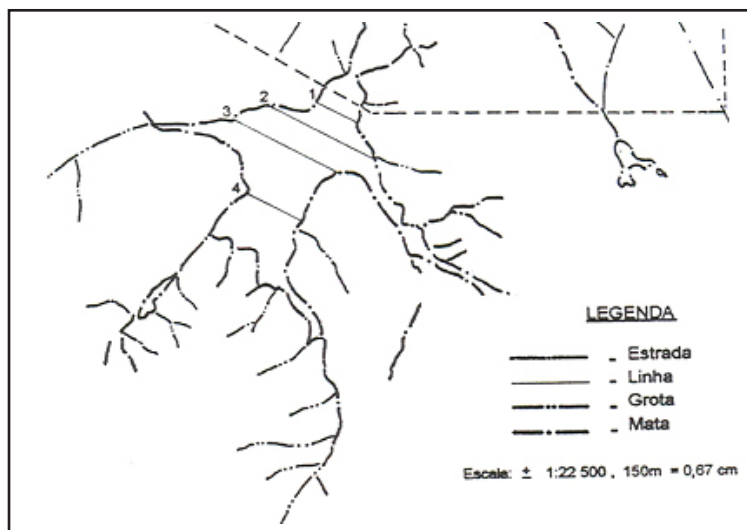 1
2
3
4
LEGENDA
- Estrada
- Linha
- Grota
- Mata
Escala: ± 1:22 500 , 150m = 0,67 cm